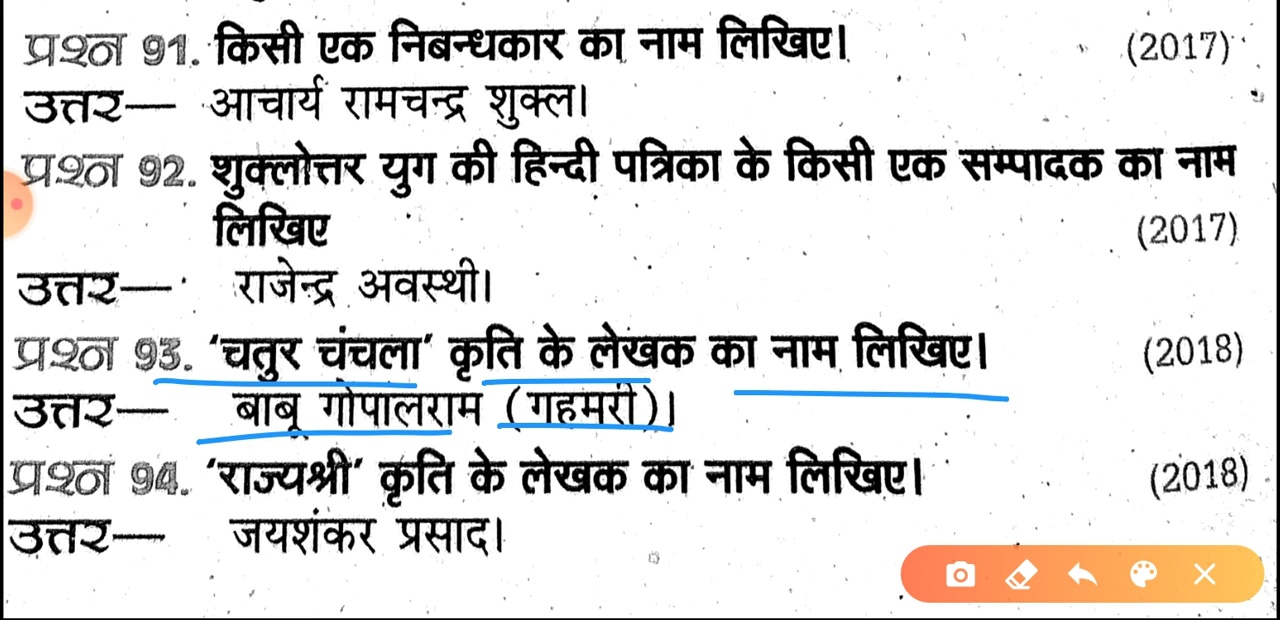 प्रश्न 91. किसी एक निबन्धकार का नाम लिखिए। (2017)
उत्तर— आचार्य रामचन्द्र शुक्ल।
प्रश्न 92. शुक्लोत्तर युग की हिन्दी पत्रिका के किसी एक सम्पादक का नाम
लिखिए (2017)
उत्तर— राजेन्द्र अवस्थी।
प्रश्न 93. 'चतुर चंचला' कृति के लेखक का नाम लिखिए। (2018)
उत्तर— बाबू गोपालराम (गहमरी)।
प्रश्न 94. 'राज्यश्री' कृति के लेखक का नाम लिखिए। (2018)
उत्तर— जयशंकर प्रसाद।